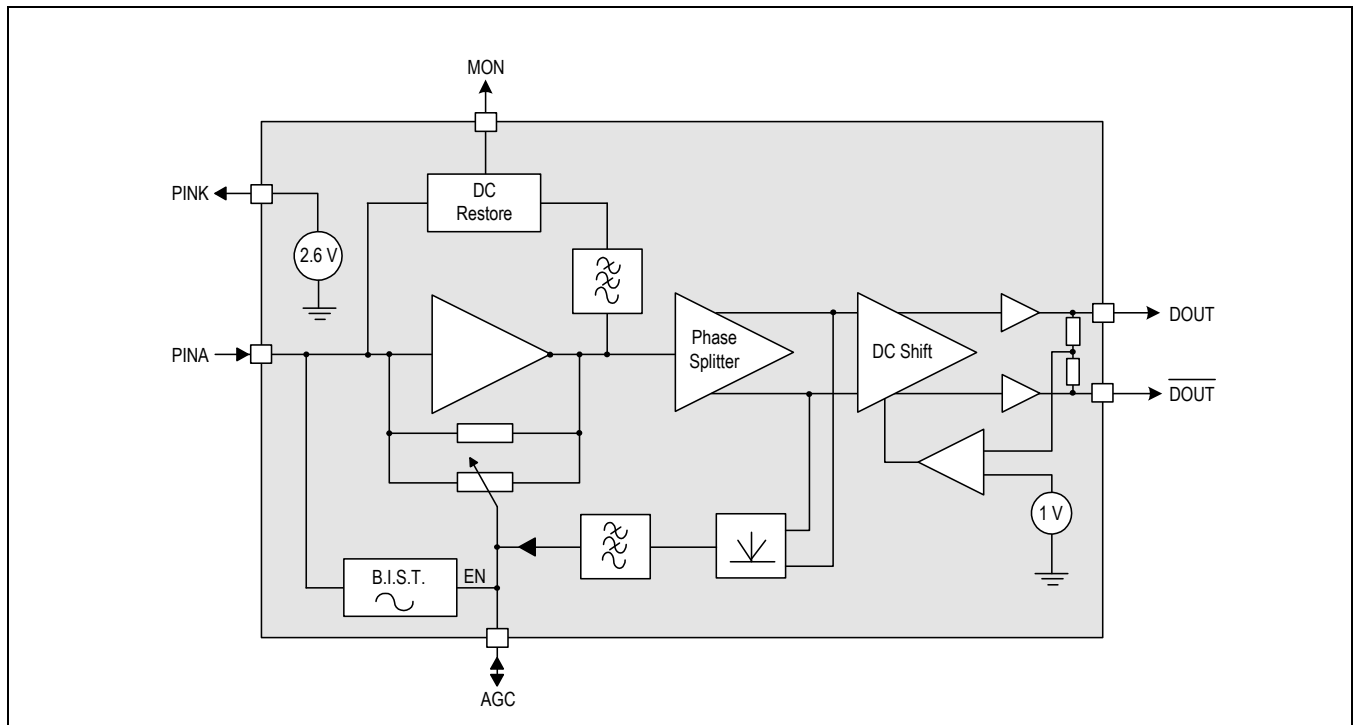 MON
PINK
DC
Restore
2.6 V
PINA
Phase
Splitter
DC Shift
DOUT
DOUT
1 V
B.I.S.T.
EN
AGC